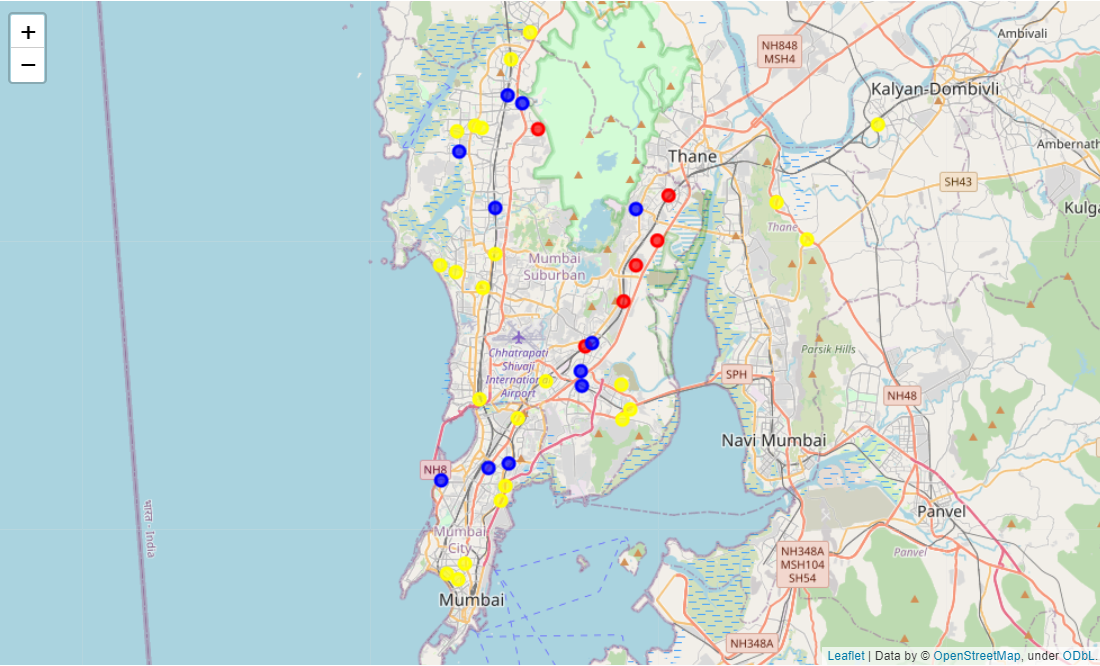 +
−
NH848
MSH4
Ambivali
Kalyan-Dombivli
Thane
Ambernath
SH43
Kulga
Thane
Mumbai
Suburban
Chhatrapati
Shivaji
International
Airport
Parsik Hills
SPH
NH48
Navi Mumbai
NH8
Panvel
भारत - India
Mumbai
City
NH348A
MSH104
SH54
Panvel
Mumbai
NH348A
Leaflet | Data by © OpenStreetMap, under ODbL.